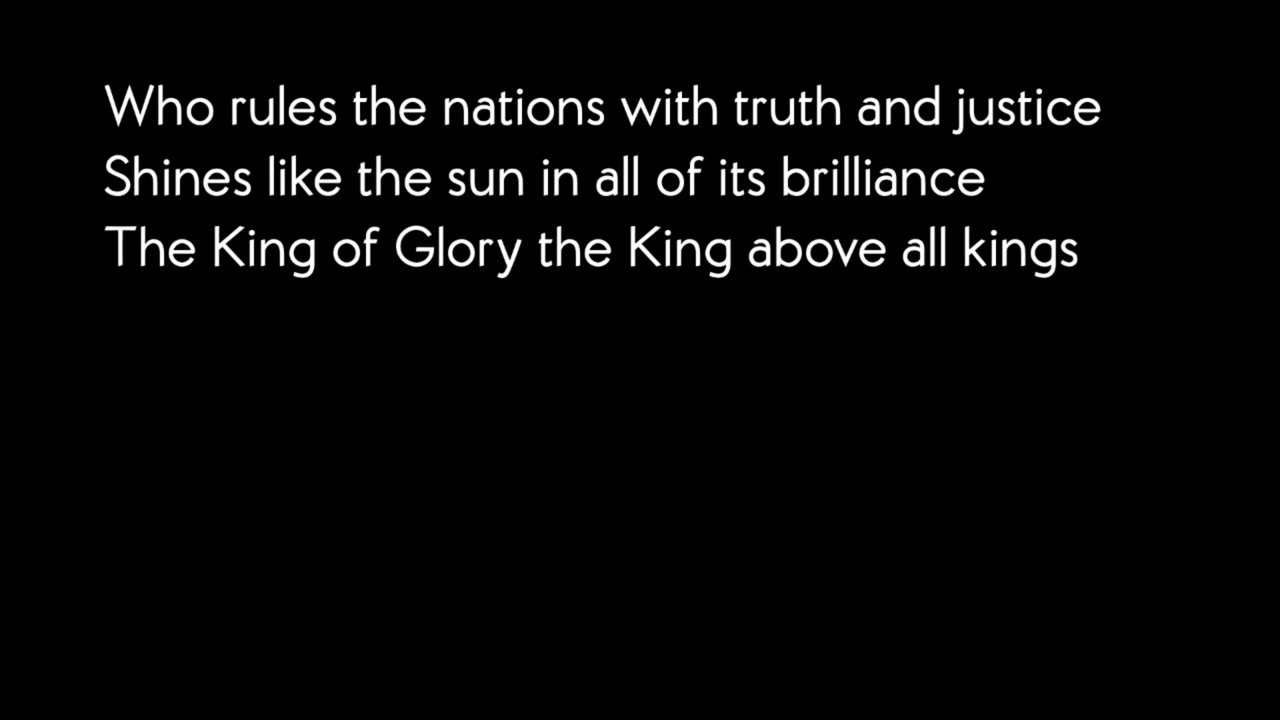 Who rules the nations with truth and justice
Shines like the sun in all of its brilliance
The King of Glory the King above all kings